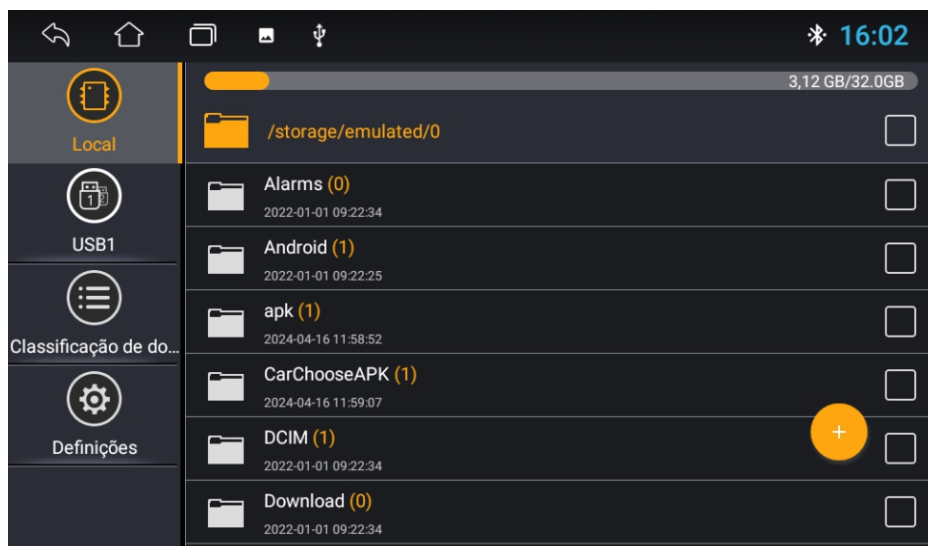 16:02
Local
USB1
1
2
Classificação de do...
Definições
3,12 GB/32.0GB
/storage/emulated/0
Alarms (0)
2022-01-01 09:22:34
Android (1)
2022-01-01 09:22:25
apk (1)
2024-04-16 11:58:52
CarChooseAPK (1)
2024-04-16 11:59:07
DCIM (1)
2022-01-01 09:22:34
Download (0)
2022-01-01 09:22:34
+